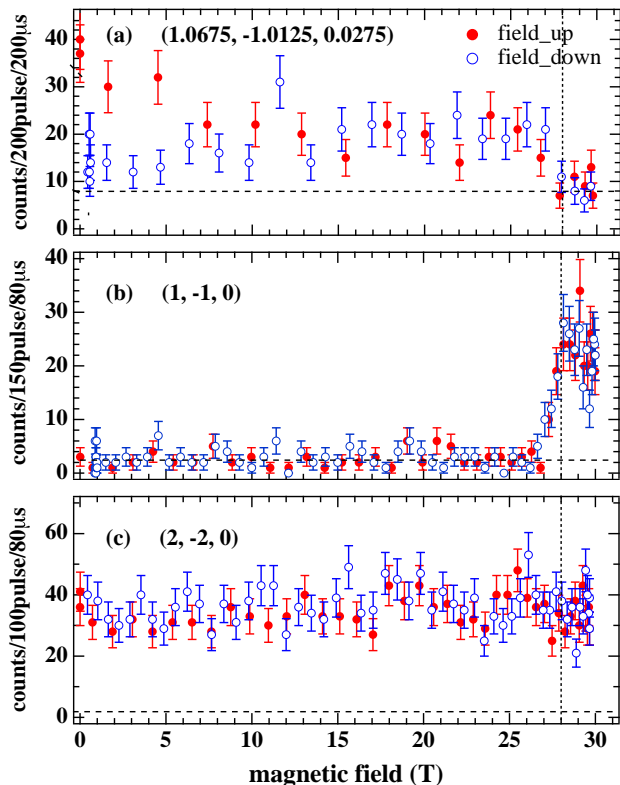 (a) (1.0675, -1.0125, 0.0275)
field_up
field_down
counts/200pulse/200µs
40
30
20
10
0
(b) (1, -1, 0)
counts/150pulse/80µs
40
30
20
10
0
(c) (2, -2, 0)
counts/100pulse/80µs
60
40
20
0
0 5 10 15 20 25 30
magnetic field (T)